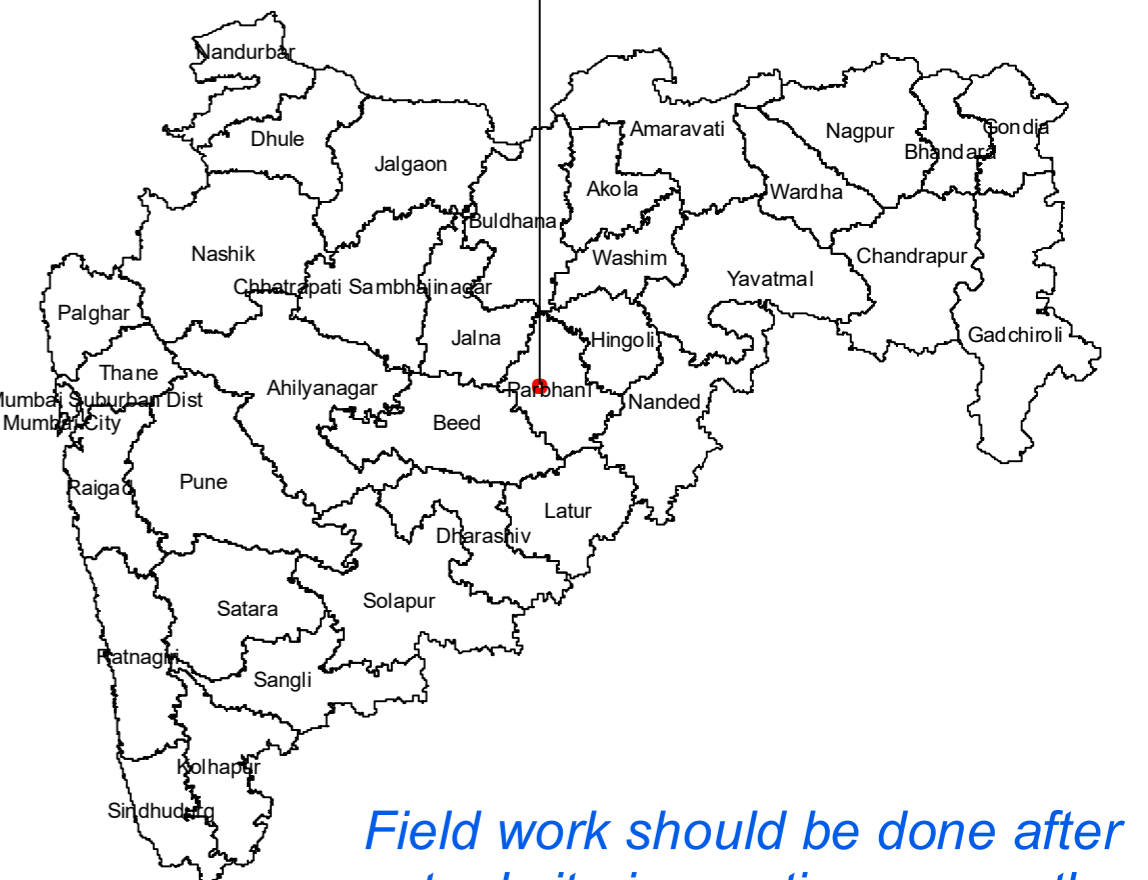 Nandurbar
Dhule
Jalgaon
Amaravati
Nagpur
Gondia
Bhandara
Akola
Wardha
Buldhana
Nashik
Washim
Chandrapur
Yavatmal
Chhatrapati Sambhajinagar
Palghar
Jalna
Hingoli
Gadchiroli
Thane
Ahilyanagar
Parbhani
Mumbai Suburban Dist
Nanded
Mumbai City
Beed
Raigad
Pune
Latur
Dharashiv
Satara
Solapur
Ratnagiri
Sangli
Kolhapur
Sindhudurg
Field work should be done after